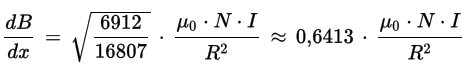 dB/dx = √(6912/16807) · (μ₀ · N · I)/R² ≈ 0,6413 · (μ₀ · N · I)/R²